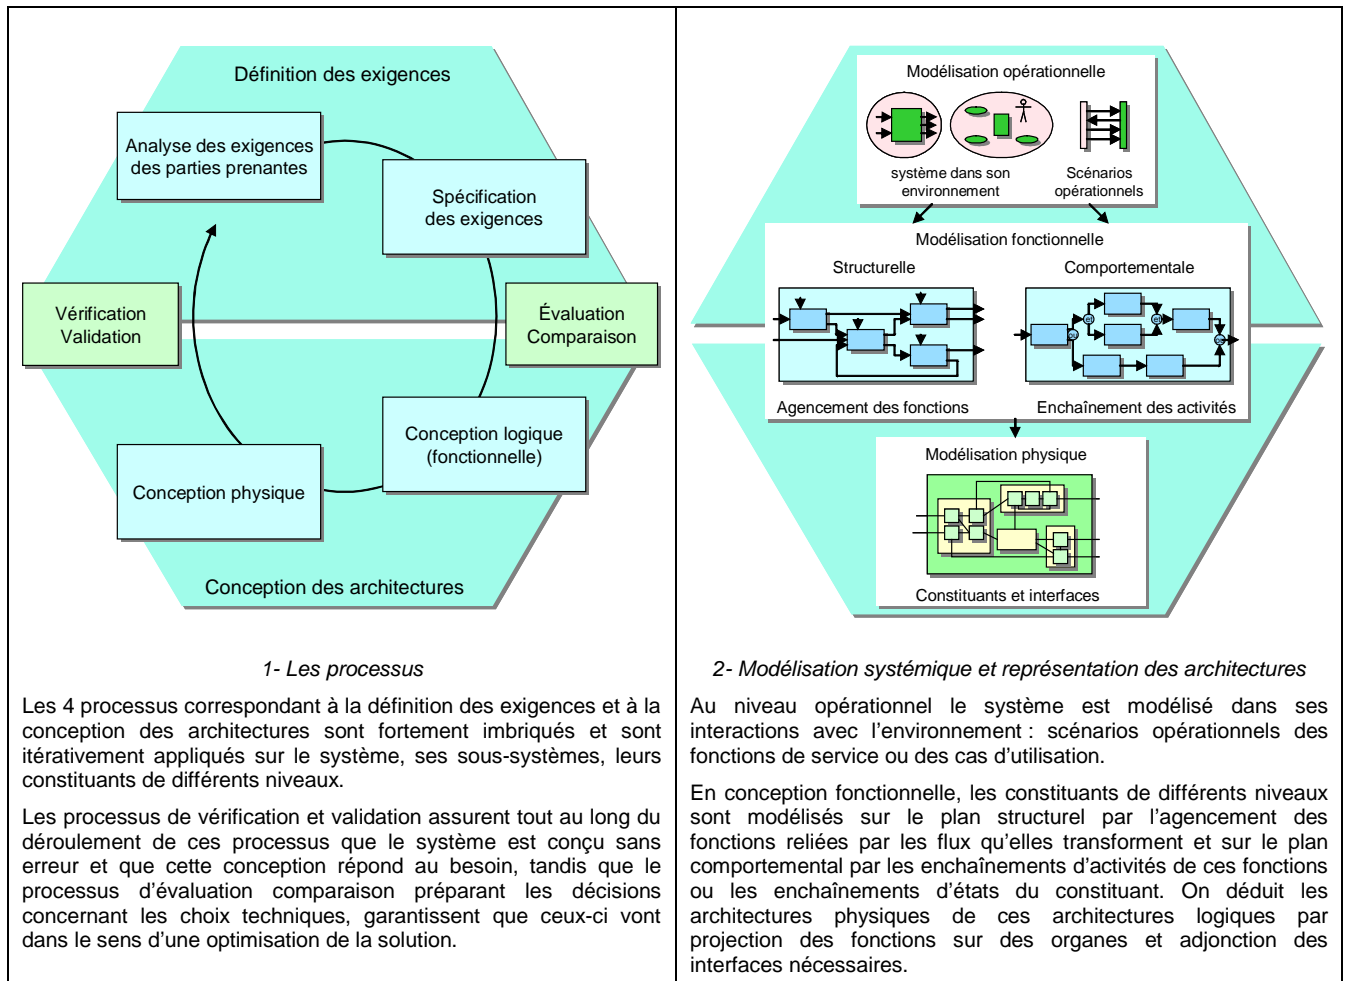 Définition des exigences
Analyse des exigences
des parties prenantes
Spécification
des exigences
Vérification
Validation
Évaluation
Comparaison
Conception logique
(fonctionnelle)
Conception physique
Conception des architectures
1- Les processus
Les 4 processus correspondant à la définition des exigences et à la
conception des architectures sont fortement imbriqués et sont
itérativement appliqués sur le système, ses sous-systèmes, leurs
constituants de différents niveaux.
Les processus de vérification et validation assurent tout au long du
déroulement de ces processus que le système est conçu sans
erreur et que cette conception répond au besoin, tandis que le
processus d'évaluation comparaison préparant les décisions
concernant les choix techniques, garantissent que ceux-ci vont
dans le sens d'une optimisation de la solution.
Modélisation opérationnelle
système dans son
environnement
Scénarios
opérationnels
Modélisation fonctionnelle
Structurelle
Comportementale
et
et
ou
ou
Agencement des fonctions
Enchaînement des activités
Modélisation physique
Constituants et interfaces
2- Modélisation systémique et représentation des architectures
Au niveau opérationnel le système est modélisé dans ses
interactions avec l'environnement : scénarios opérationnels des
fonctions de service ou des cas d'utilisation.
En conception fonctionnelle, les constituants de différents niveaux
sont modélisés sur le plan structurel par l'agencement des
fonctions reliées par les flux qu'elles transforment et sur le plan
comportemental par les enchaînements d'activités de ces fonctions
ou les enchaînements d'états du constituant. On déduit les
architectures physiques de ces architectures logiques par
projection des fonctions sur des organes et adjonction des
interfaces nécessaires.